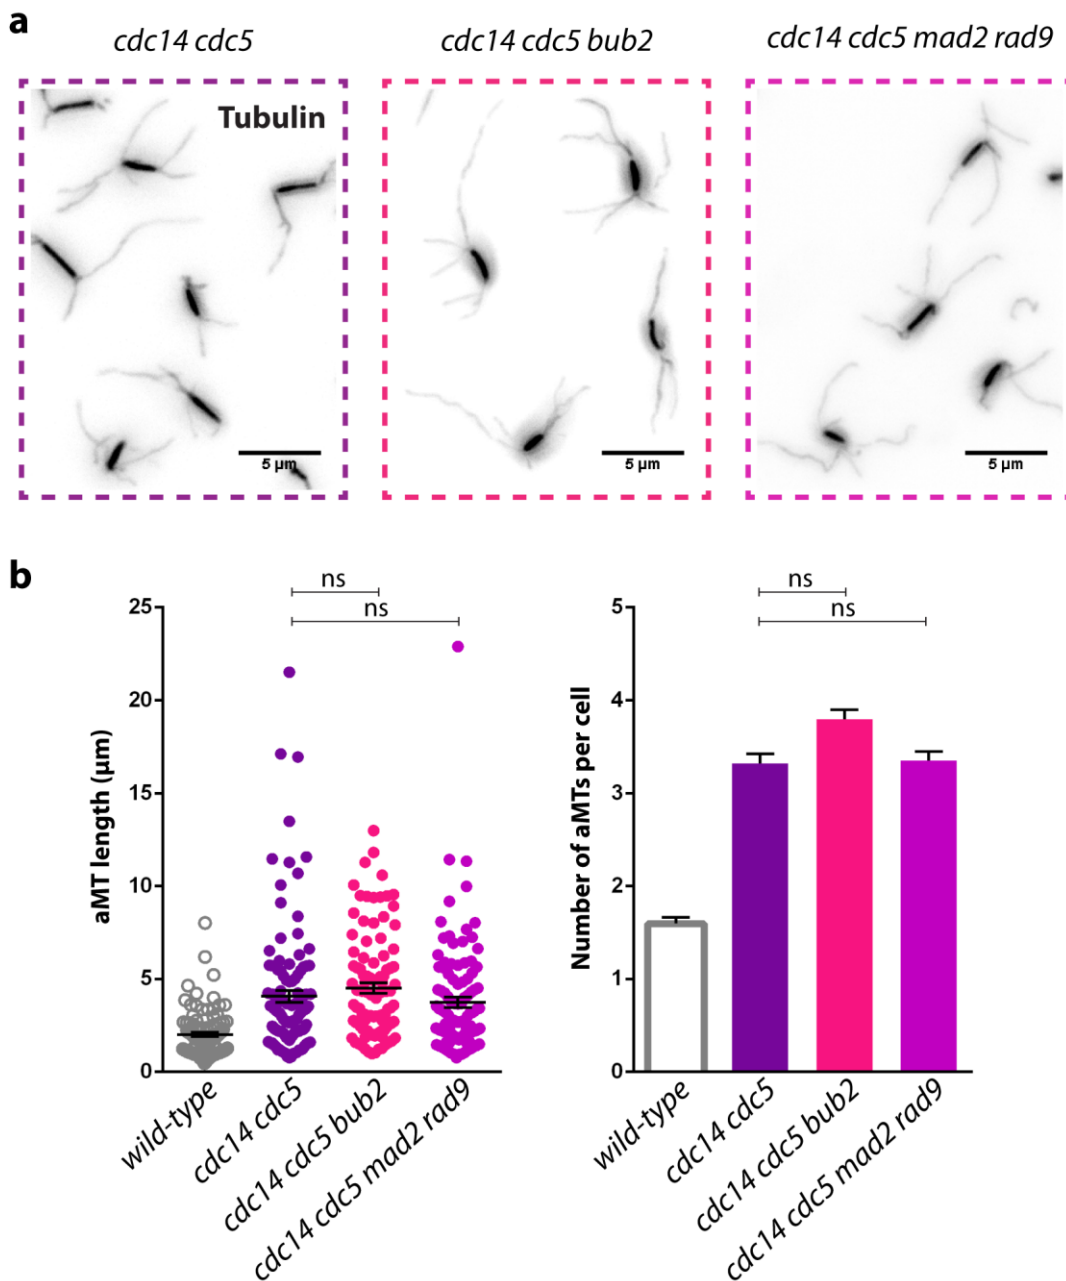 a
cdc14 cdc5
cdc14 cdc5 bub2
cdc14 cdc5 mad2 rad9
Tubulin
5 µm
5 µm
5 µm
b
ns
ns
25
20
15
10
5
0
aMT length (µm)
wild-type
cdc14 cdc5
cdc14 cdc5 bub2
cdc14 cdc5 mad2 rad9
ns
ns
5
4
3
2
1
0
Number of aMTs per cell
wild-type
cdc14 cdc5
cdc14 cdc5 bub2
cdc14 cdc5 mad2 rad9